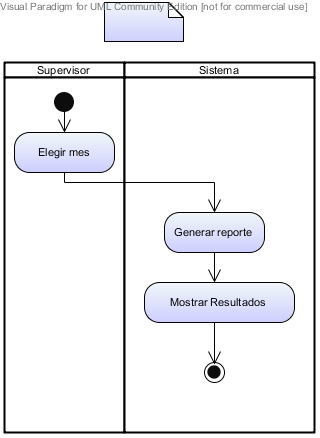 Visual Paradigm for UML Community Edition [not for commercial use]
Supervisor
Sistema
Elegir mes
Generar reporte
Mostrar Resultados